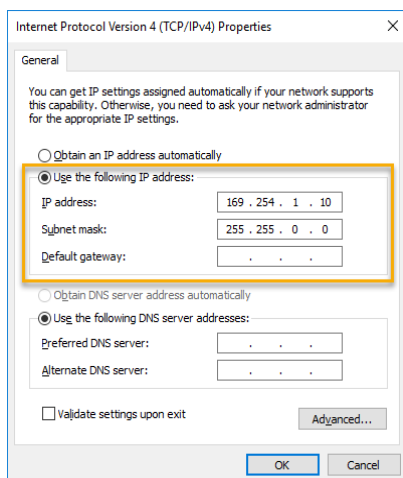 Internet Protocol Version 4 (TCP/IPv4) Properties
General
You can get IP settings assigned automatically if your network supports
this capability. Otherwise, you need to ask your network administrator
for the appropriate IP settings.
Obtain an IP address automatically
Use the following IP address:
IP address: 169 . 254 . 1 . 10
Subnet mask: 255 . 255 . 0 . 0
Default gateway: . . .
Obtain DNS server address automatically
Use the following DNS server addresses:
Preferred DNS server: . . .
Alternate DNS server: . . .
Validate settings upon exit
Advanced...
OK Cancel